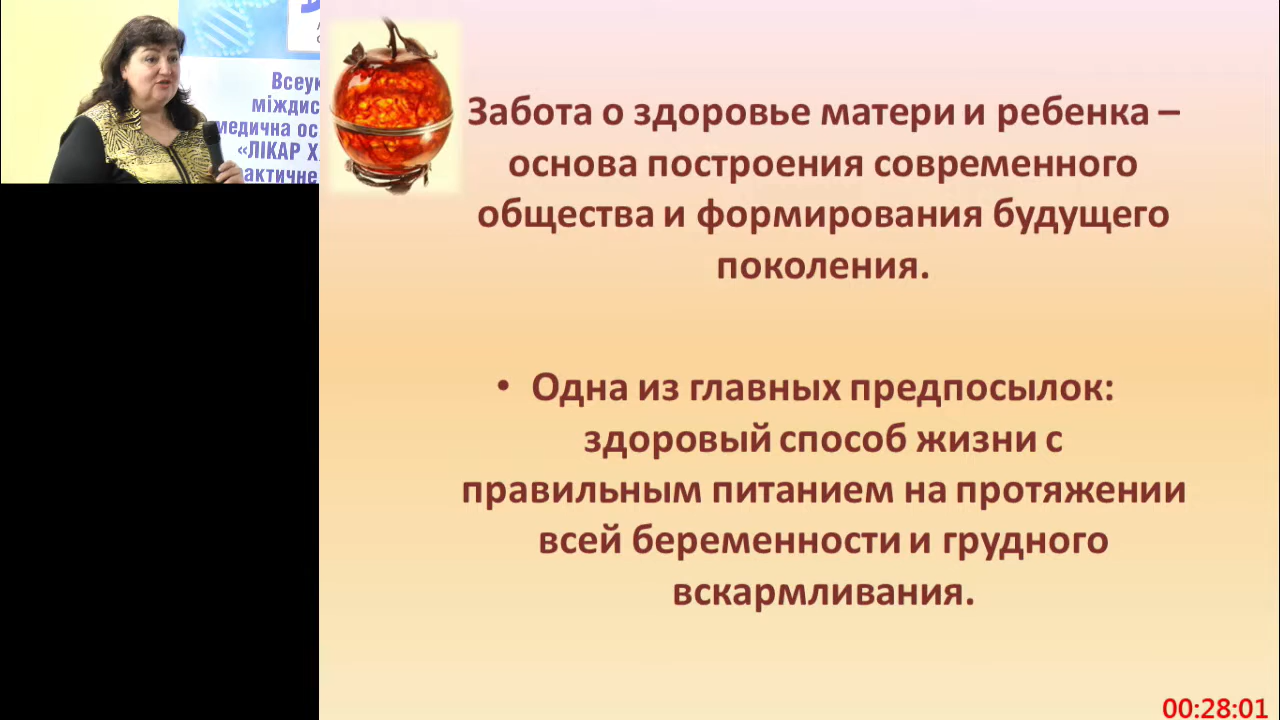 Всеук
міждис
медична ос
«ЛІКАР Х
актичне
Забота о здоровье матери и ребенка –
основа построения современного
общества и формирования будущего
поколения.
• Одна из главных предпосылок:
здоровый способ жизни с
правильным питанием на протяжении
всей беременности и грудного
вскармливания.
00:28:01